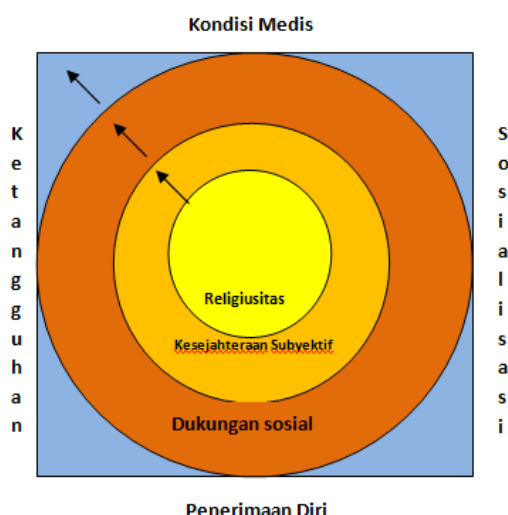 Kondisi Medis
Ketangguhan
Sosialisasi
Religiusitas
Kesejahteraan Subyektif
Dukungan sosial
Penerimaan Diri